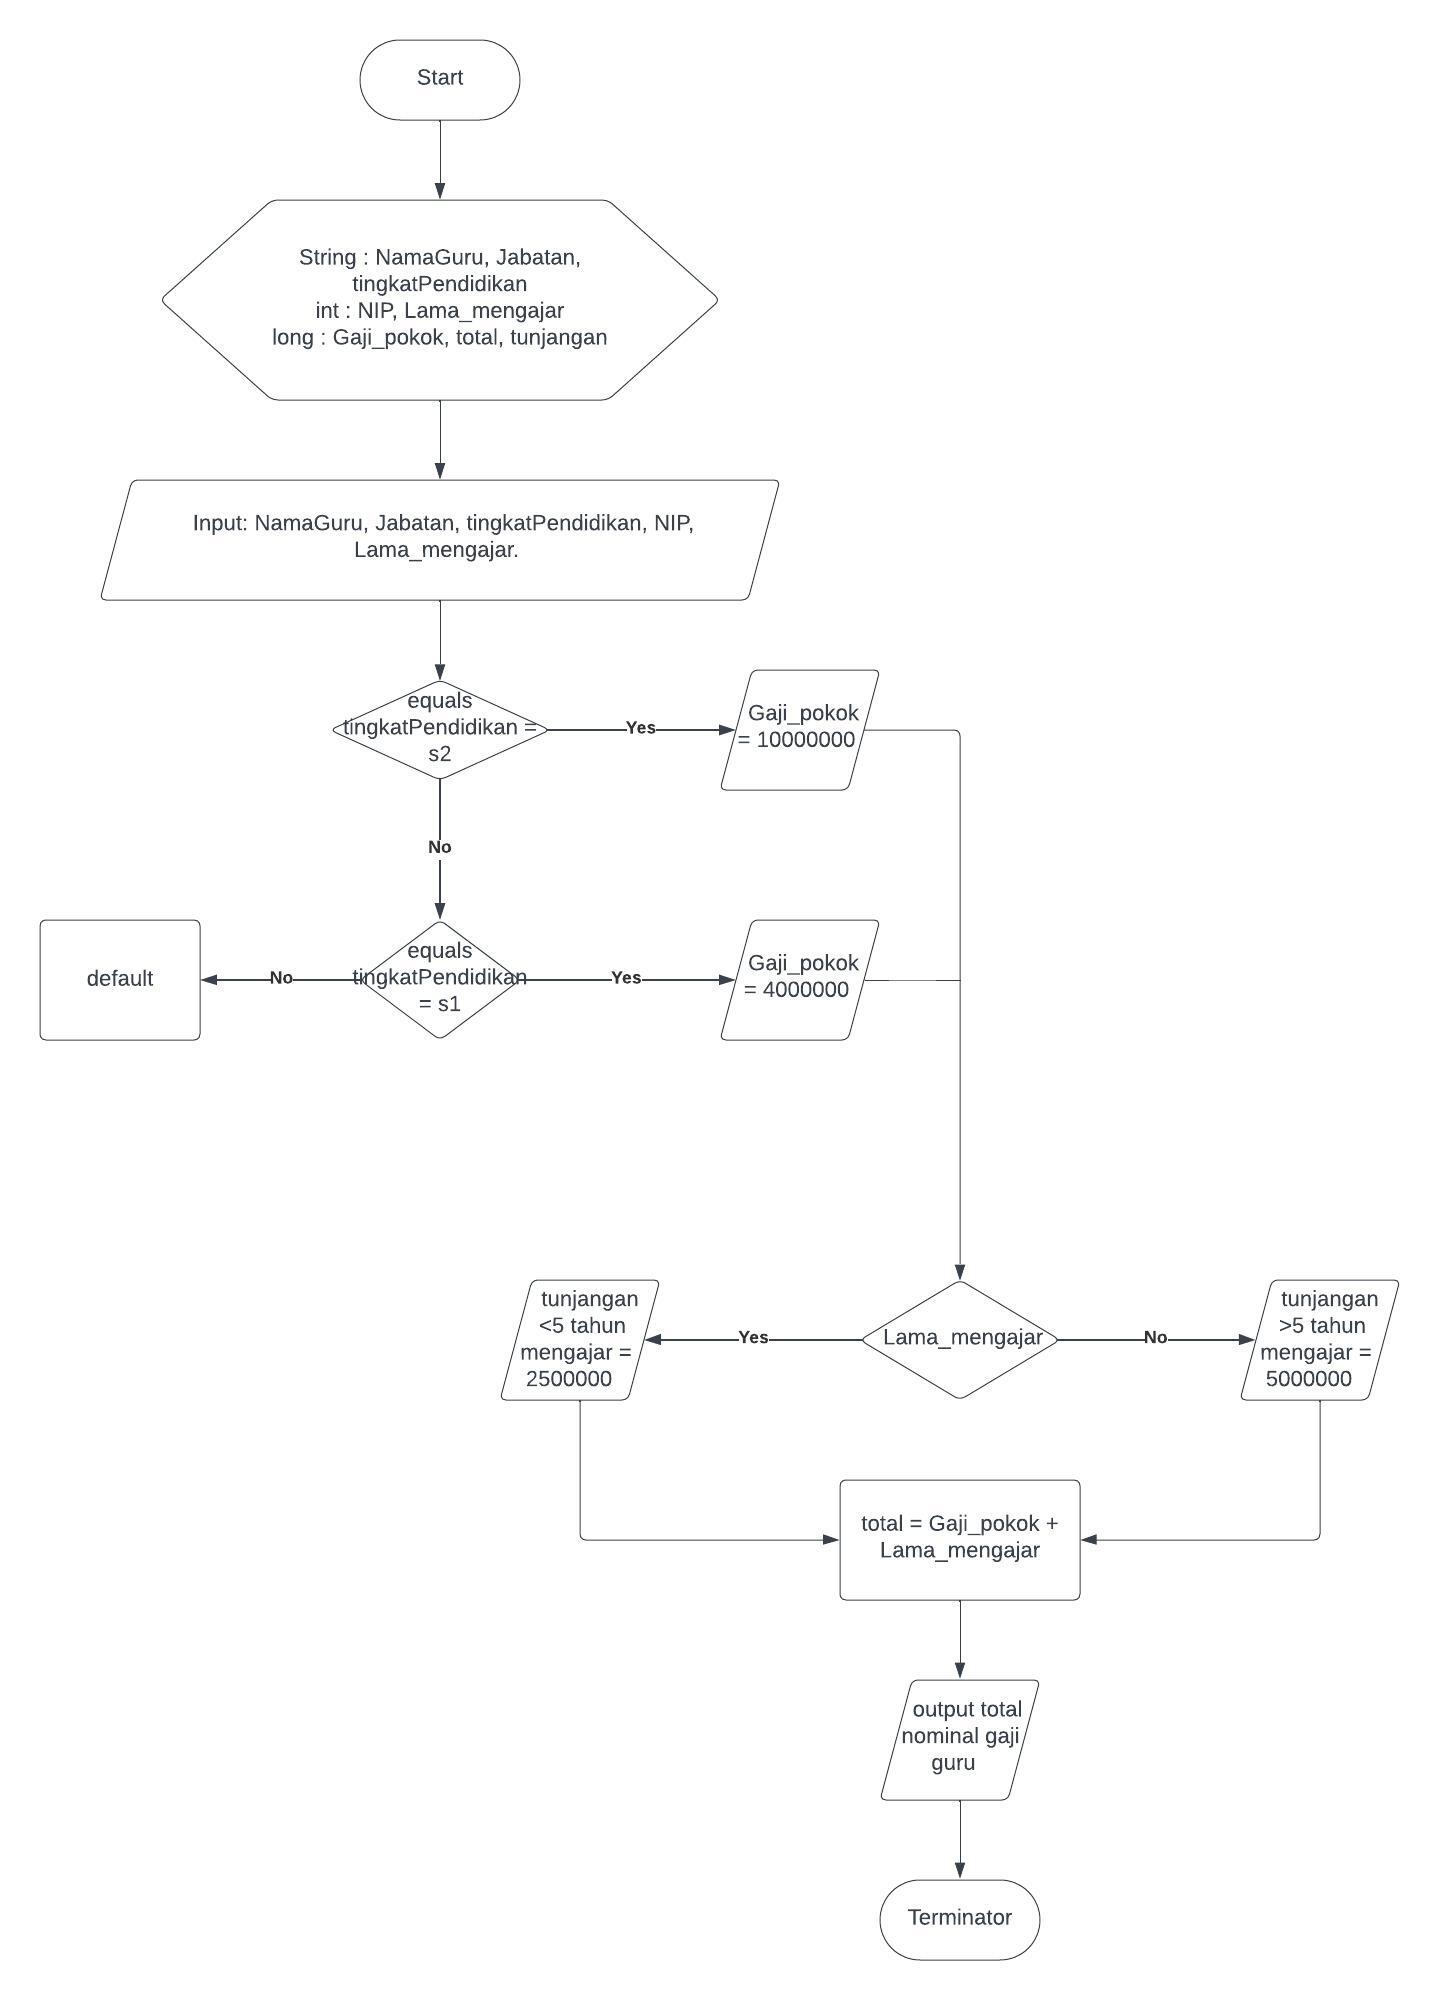 Start
String : NamaGuru, Jabatan,
tingkatPendidikan
int : NIP, Lama_mengajar
long : Gaji_pokok, total, tunjangan
Input: NamaGuru, Jabatan, tingkatPendidikan, NIP,
Lama_mengajar.
equals
tingkatPendidikan =
s2
Yes
Gaji_pokok
= 10000000
No
default
No
equals
tingkatPendidikan
= s1
Yes
Gaji_pokok
= 4000000
tunjangan
<5 tahun
mengajar =
2500000
Yes
Lama_mengajar
No
tunjangan
>5 tahun
mengajar =
5000000
total = Gaji_pokok +
Lama_mengajar
output total
nominal gaji
guru
Terminator